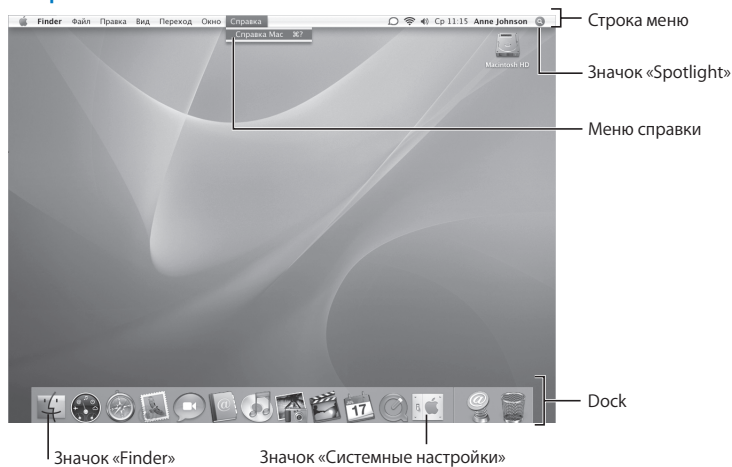 Finder Файл Правка Вид Переход Окно Справка Ср 11:15 Anne Johnson
Строка меню
Справка Mac ⌘?
Macintosh HD
Значок «Spotlight»
Меню справки
17
Dock
Значок «Finder»
Значок «Системные настройки»